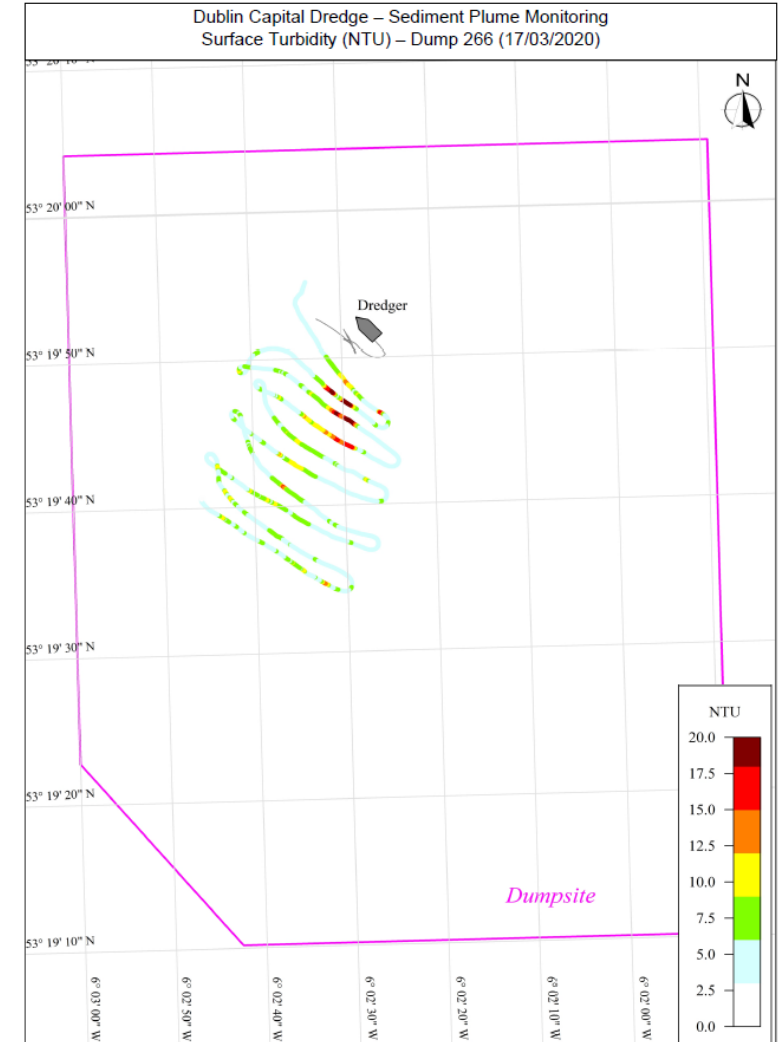 Dublin Capital Dredge – Sediment Plume Monitoring
Surface Turbidity (NTU) – Dump 266 (17/03/2020)
N
53° 20' 00" N
Dredger
53° 19' 50" N
53° 19' 40" N
53° 19' 30" N
NTU
20.0
17.5
15.0
12.5
10.0
7.5
5.0
2.5
0.0
53° 19' 20" N
Dumpsite
53° 19' 10" N
6° 03' 00" W
6° 02' 50" W
6° 02' 40" W
6° 02' 30" W
6° 02' 20" W
6° 02' 10" W
6° 02' 00" W